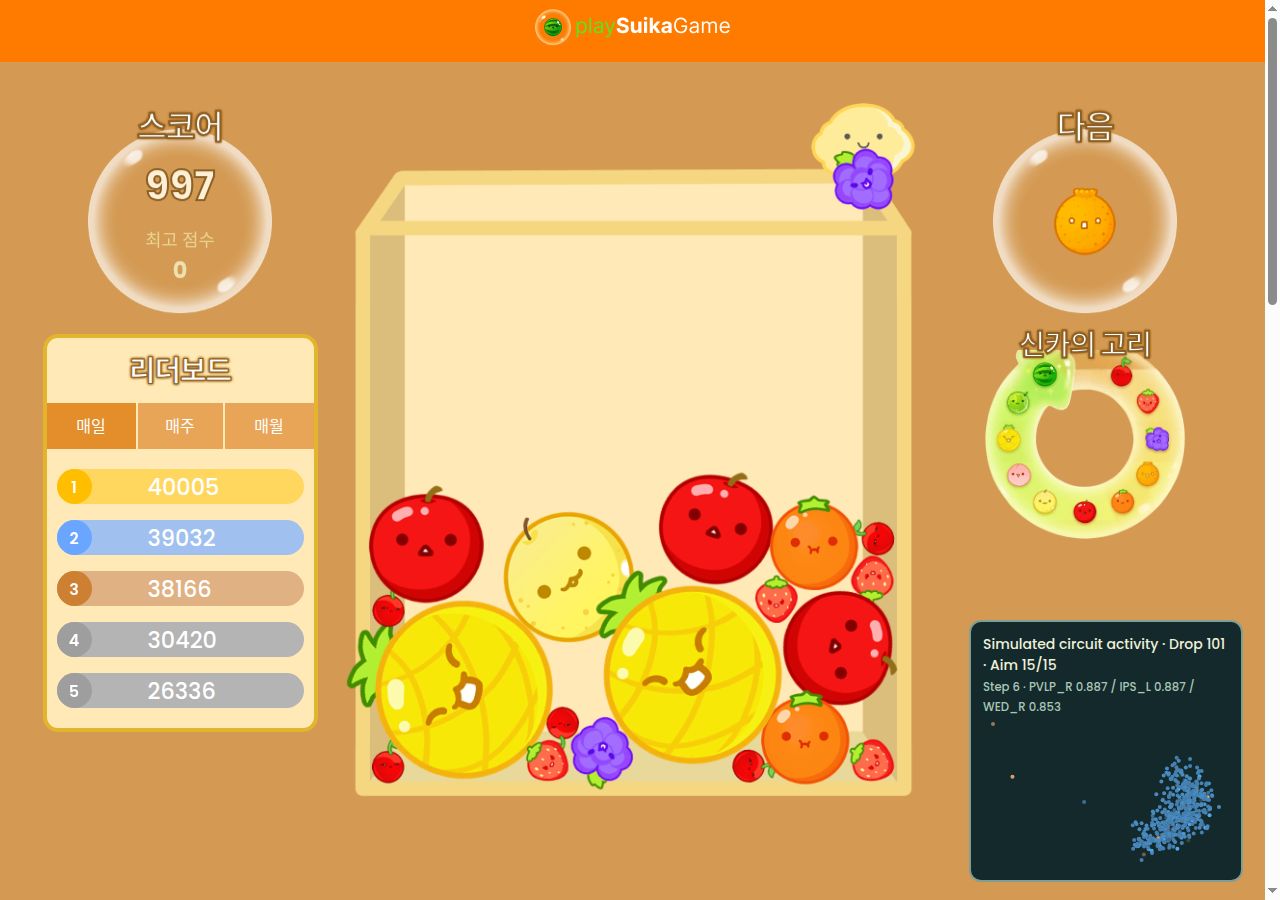 playSuikaGame
스코어
997
최고 점수
0
리더보드
매일 매주 매월
1 40005
2 39032
3 38166
4 30420
5 26336
다음
신카의 고리
Simulated circuit activity · Drop 101
· Aim 15/15
Step 6 · PVLP_R 0.887 / IPS_L 0.887 /
WED_R 0.853